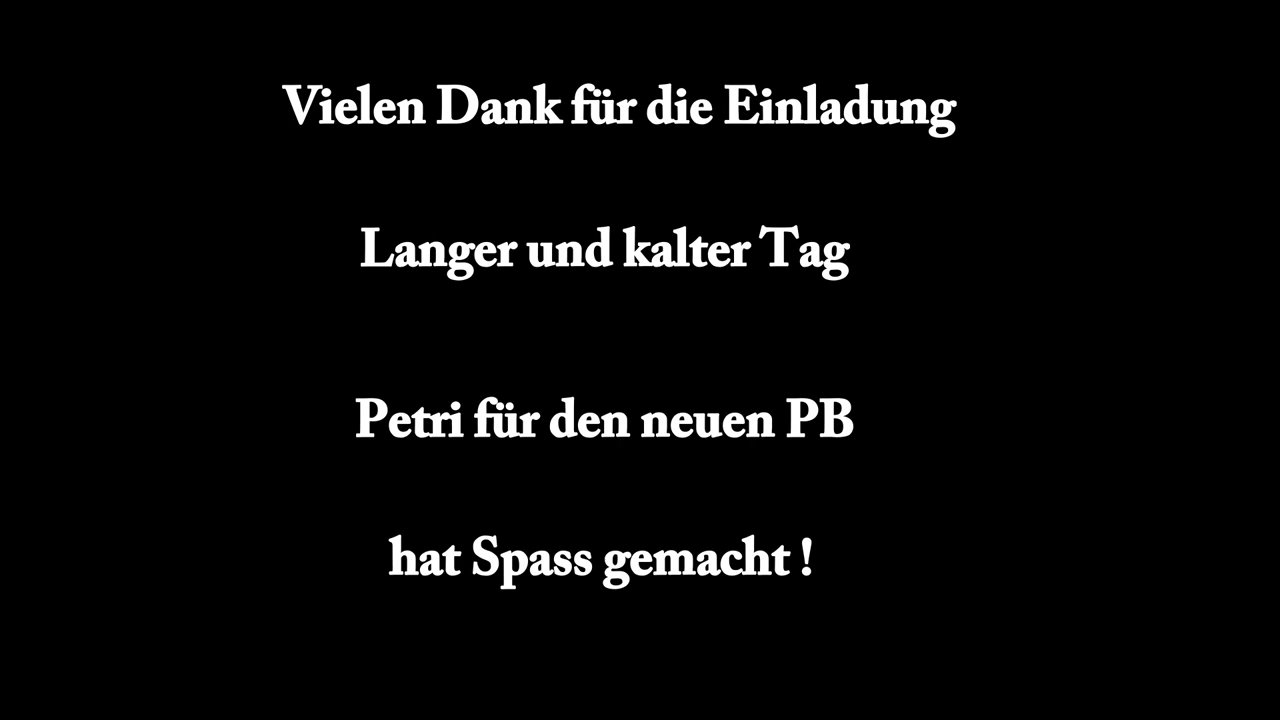 Vielen Dank für die Einladung
Langer und kalter Tag
Petri für den neuen PB
hat Spass gemacht !